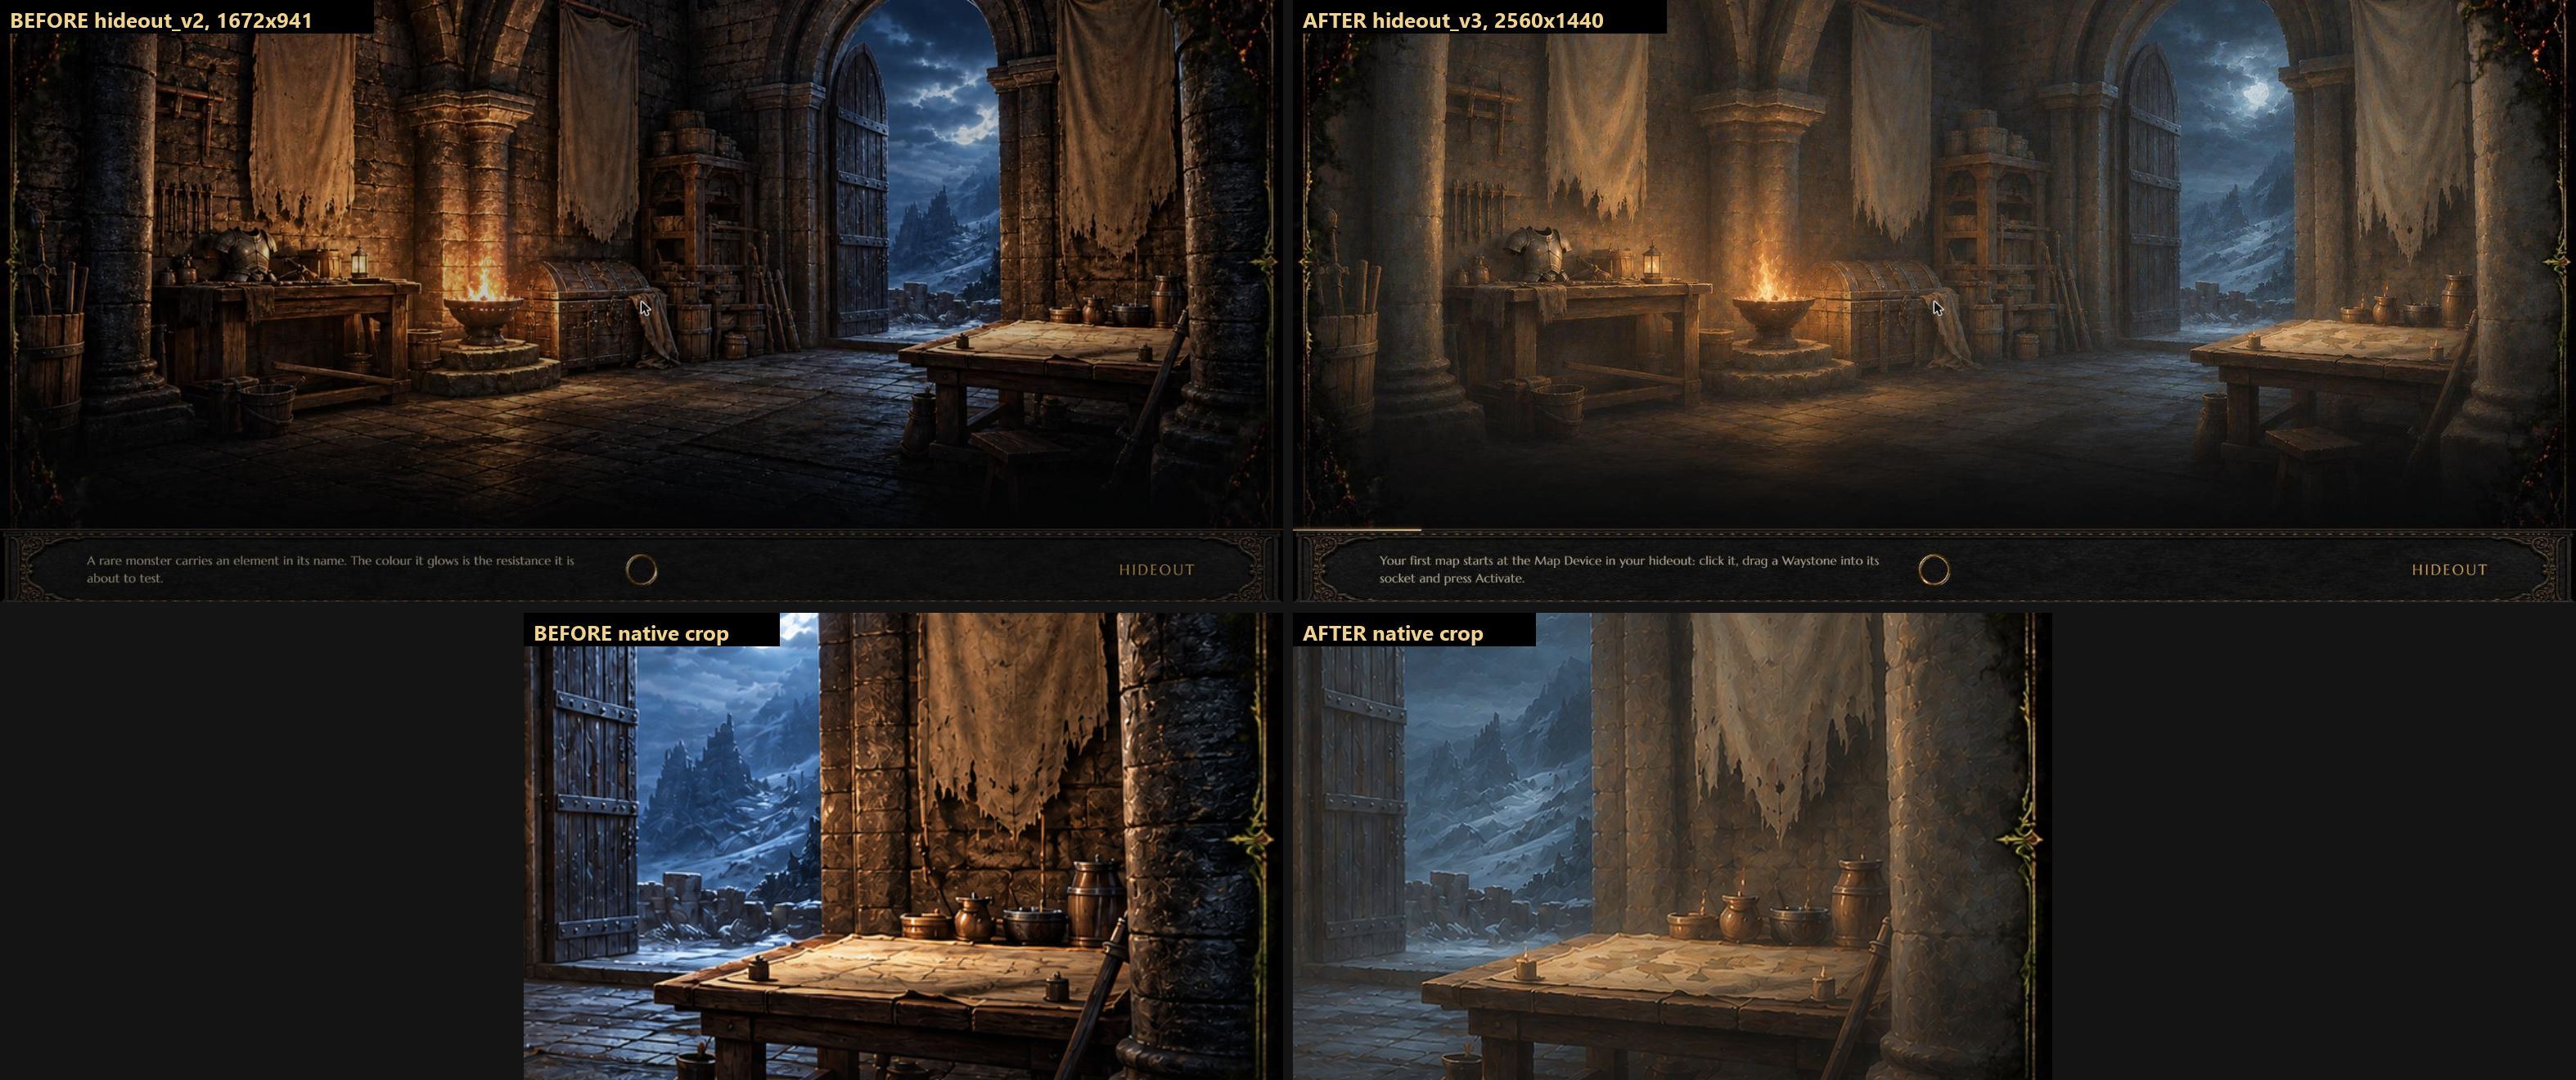 BEFORE hideout_v2, 1672x941
AFTER hideout_v3, 2560x1440
A rare monster carries an element in its name. The colour it glows is the resistance it is
about to test.
HIDEOUT
Your first map starts at the Map Device in your hideout: click it, drag a Waystone into its
socket and press Activate.
HIDEOUT
BEFORE native crop
AFTER native crop